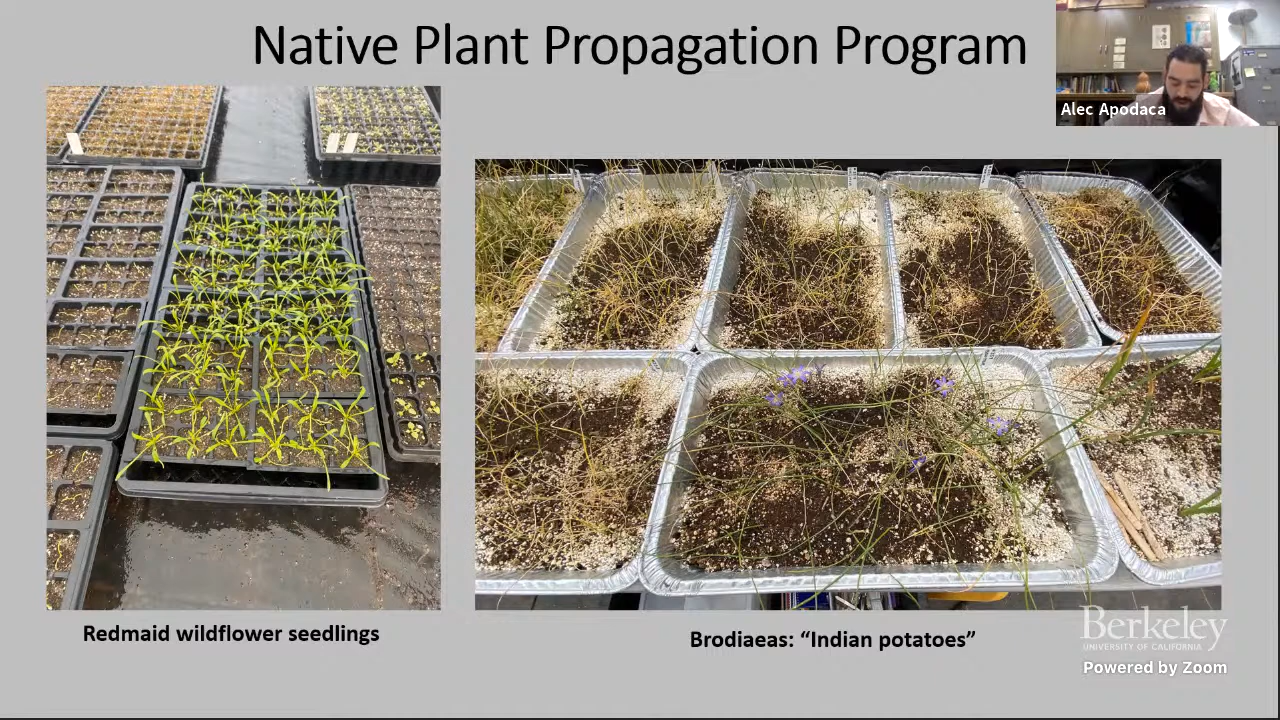 Native Plant Propagation Program
Alec Apodaca
Redmaid wildflower seedlings
Brodiaeas: “Indian potatoes”
Berkeley
UNIVERSITY OF CALIFORNIA
Powered by Zoom